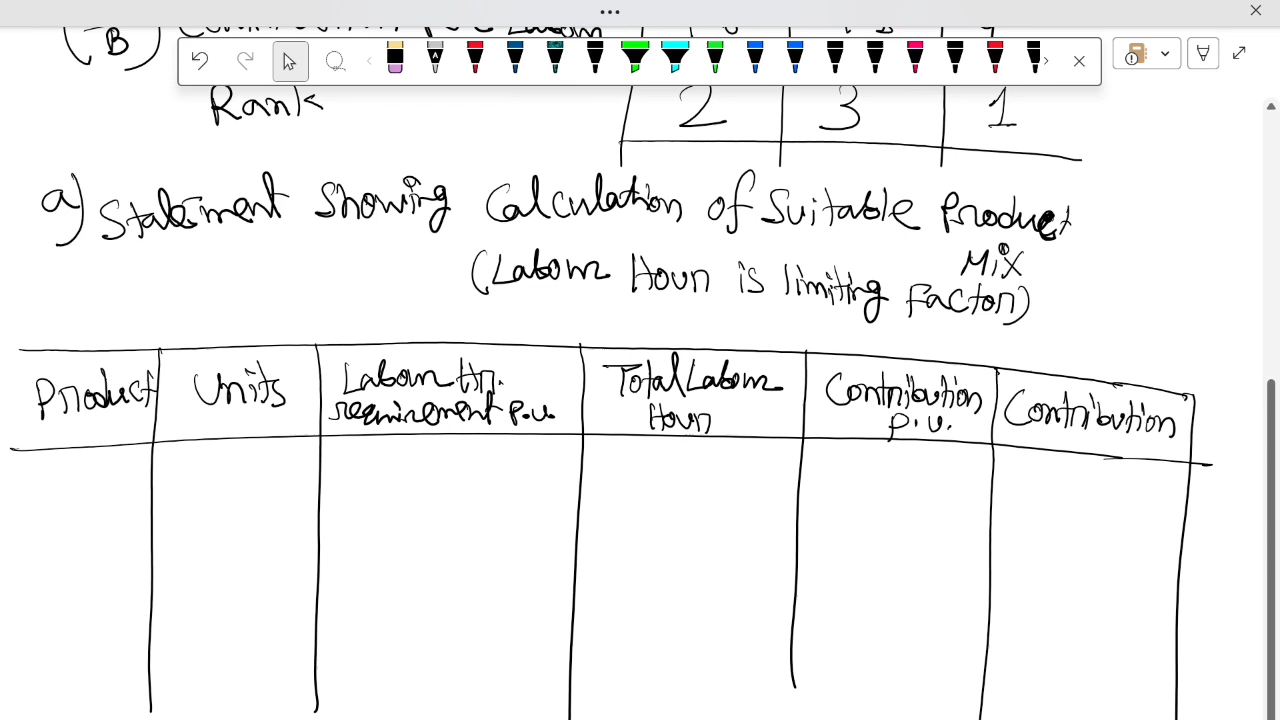 B
Rank 2 3 1
a) Statement Showing Calculation of Suitable Product
Mix
(Labour Hour is limiting Factor)
Product Units Labour Hr. Total Labour Contribution Contribution
requirement p.u. Hour p.u.